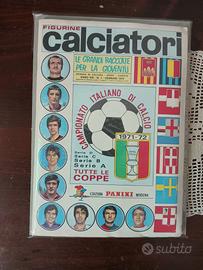 FIGURINE
calciatori
LE GRANDI RACCOLTE
PER LA GIOVENTÙ
CAMPIONATO ITALIANO DI CALCIO
1971-72
Serie D
Serie C
Serie B
Serie A
TUTTE LE
COPPE
EDIZIONI PANINI MODENA
subito